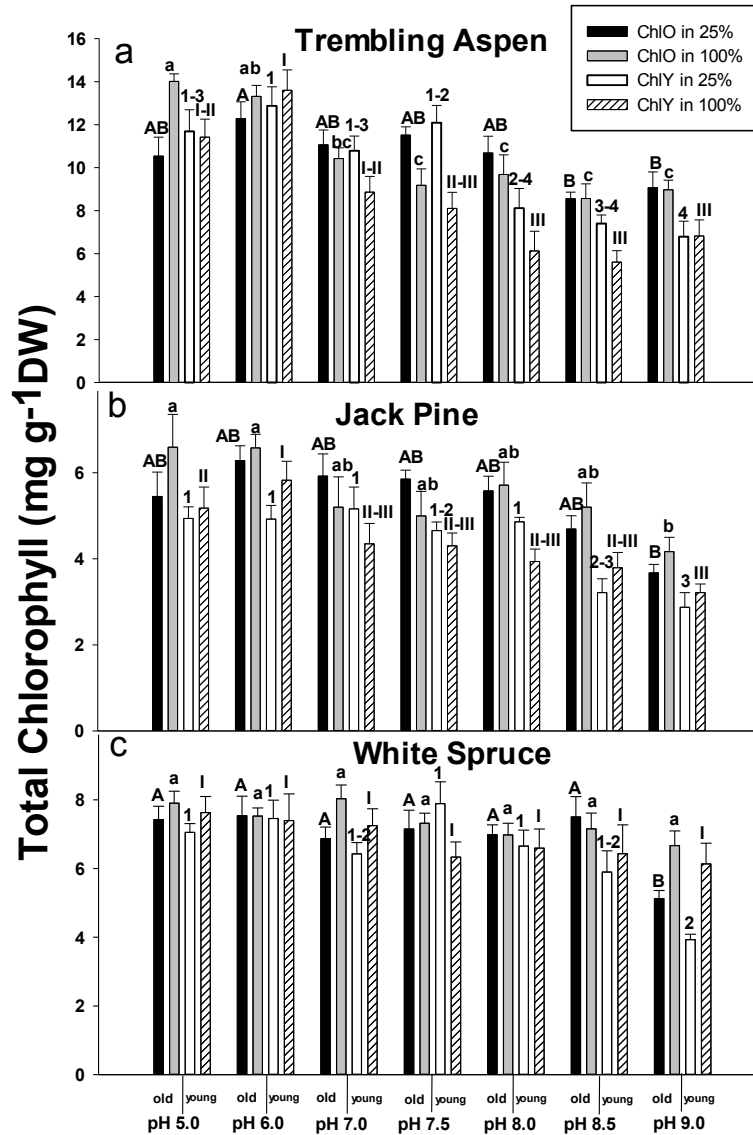 Total Chlorophyll (mg g-1DW)
ChlO in 25%
ChlO in 100%
ChlY in 25%
ChlY in 100%
a Trembling Aspen
16
14
12
10
8
6
4
2
0
AB a 1-3 I-II
A ab 1 I
AB bc 1-3 I-II
AB c 1-2 II-III
AB c 2-4 III
B c 3-4 III
B c 4 III
b Jack Pine
6
4
2
0
AB a 1 II
AB a 1 I
AB ab 1 II-III
AB ab 1-2 II-III
AB ab 1 II-III
AB ab 2-3 II-III
B b 3 III
c White Spruce
8
6
4
2
0
A a 1 I
A a 1 I
A a 1-2 I
A a 1 I
A a 1 I
A a 1-2 I
B a 2 I
old young old young old young old young old young old young old young
pH 5.0 pH 6.0 pH 7.0 pH 7.5 pH 8.0 pH 8.5 pH 9.0